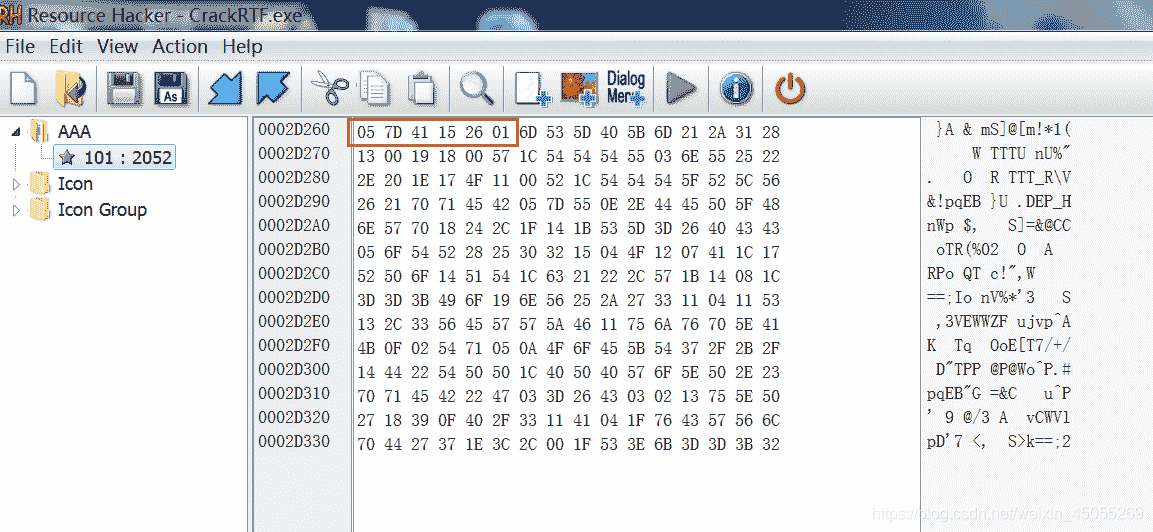 Resource Hacker - CrackRTF.exe
File Edit View Action Help
As
Dialog
Menu
AAA
101 : 2052
Icon
Icon Group
0002D260 05 7D 41 15 26 01 6D 53 5D 40 5B 6D 21 2A 31 28 }A & mS]@[m!*1(
0002D270 13 00 19 18 00 57 1C 54 54 54 55 03 6E 55 25 22 W TTTU nU%"
0002D280 2E 20 1E 17 4F 11 00 52 1C 54 54 54 5F 52 5C 56 . O R TTT_R\V
0002D290 26 21 70 71 45 42 05 7D 55 0E 2E 44 45 50 5F 48 &!pqEB }U .DEP_H
0002D2A0 6E 57 70 18 24 2C 1F 14 1B 53 5D 3D 26 40 43 43 nWp $, S]=&@CC
0002D2B0 05 6F 54 52 28 25 30 32 15 04 4F 12 07 41 1C 17 oTR(%02 O A
0002D2C0 52 50 6F 14 51 54 1C 63 21 22 2C 57 1B 14 08 1C RPo QT c!",W
0002D2D0 3D 3D 3B 49 6F 19 6E 56 25 2A 27 33 11 04 11 53 ==;Io nV%*'3 S
0002D2E0 13 2C 33 56 45 57 57 5A 46 11 75 6A 76 70 5E 41 ,3VEWWZF ujvp^A
0002D2F0 4B 0F 02 54 71 05 0A 4F 6F 45 5B 54 37 2F 2B 2F K Tq OoE[T7/+/
0002D300 14 44 22 54 50 50 1C 40 50 40 57 6F 5E 50 2E 23 D"TPP @P@Wo^P.#
0002D310 70 71 45 42 22 47 03 3D 26 43 03 02 13 75 5E 50 pqEB"G =&C u^P
0002D320 27 18 39 0F 40 2F 33 11 41 04 1F 76 43 57 56 6C ' 9 @/3 A vCWVl
0002D330 70 44 27 37 1E 3C 2C 00 1F 53 3E 6B 3D 3D 3B 32 pD'7 <, S>k==;2
https://blog.csdn.net/weixin_45055269